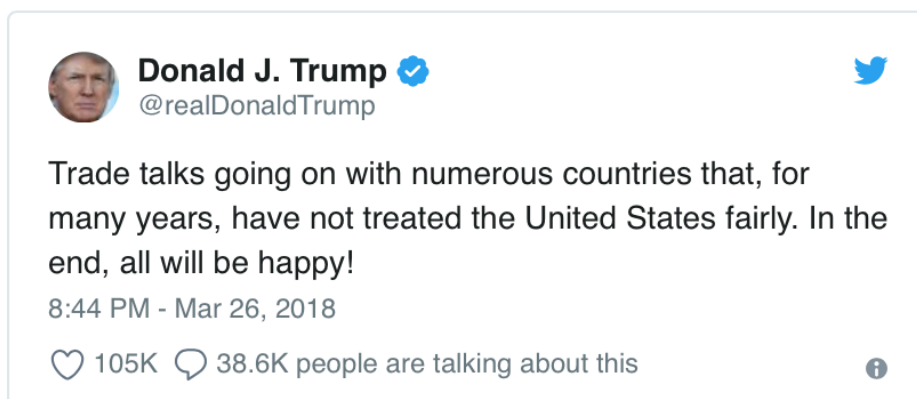 Donald J. Trump
@realDonaldTrump
Trade talks going on with numerous countries that, for
many years, have not treated the United States fairly. In the
end, all will be happy!
8:44 PM - Mar 26, 2018
105K 38.6K people are talking about this